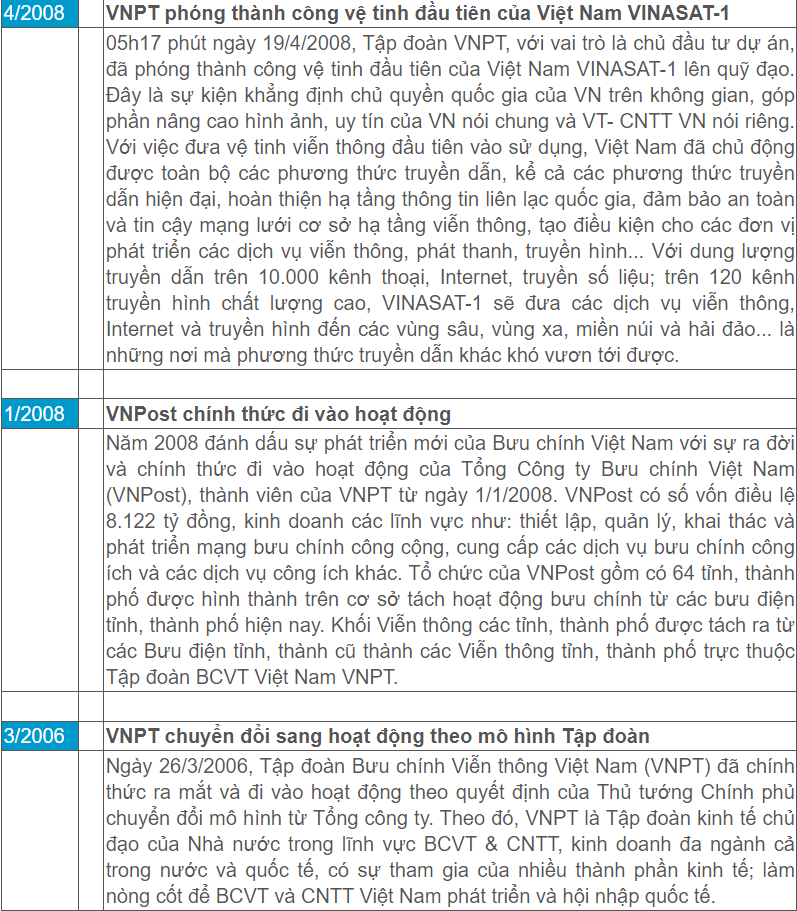 4/2008 VNPT phóng thành công vệ tinh đầu tiên của Việt Nam VINASAT-1
05h17 phút ngày 19/4/2008, Tập đoàn VNPT, với vai trò là chủ đầu tư dự án,
đã phóng thành công vệ tinh đầu tiên của Việt Nam VINASAT-1 lên quỹ đạo.
Đây là sự kiện khẳng định chủ quyền quốc gia của VN trên không gian, góp
phần nâng cao hình ảnh, uy tín của VN nói chung và VT- CNTT VN nói riêng.
Với việc đưa vệ tinh viễn thông đầu tiên vào sử dụng, Việt Nam đã chủ động
được toàn bộ các phương thức truyền dẫn, kể cả các phương thức truyền
dẫn hiện đại, hoàn thiện hạ tầng thông tin liên lạc quốc gia, đảm bảo an toàn
và tin cậy mạng lưới cơ sở hạ tầng viễn thông, tạo điều kiện cho các đơn vị
phát triển các dịch vụ viễn thông, phát thanh, truyền hình... Với dung lượng
truyền dẫn trên 10.000 kênh thoại, Internet, truyền số liệu; trên 120 kênh
truyền hình chất lượng cao, VINASAT-1 sẽ đưa các dịch vụ viễn thông,
Internet và truyền hình đến các vùng sâu, vùng xa, miền núi và hải đảo... là
những nơi mà phương thức truyền dẫn khác khó vươn tới được.
1/2008 VNPost chính thức đi vào hoạt động
Năm 2008 đánh dấu sự phát triển mới của Bưu chính Việt Nam với sự ra đời
và chính thức đi vào hoạt động của Tổng Công ty Bưu chính Việt Nam
(VNPost), thành viên của VNPT từ ngày 1/1/2008. VNPost có số vốn điều lệ
8.122 tỷ đồng, kinh doanh các lĩnh vực như: thiết lập, quản lý, khai thác và
phát triển mạng bưu chính công cộng, cung cấp các dịch vụ bưu chính công
ích và các dịch vụ công ích khác. Tổ chức của VNPost gồm có 64 tỉnh, thành
phố được hình thành trên cơ sở tách hoạt động bưu chính từ các bưu điện
tỉnh, thành phố hiện nay. Khối Viễn thông các tỉnh, thành phố được tách ra từ
các Bưu điện tỉnh, thành cũ thành các Viễn thông tỉnh, thành phố trực thuộc
Tập đoàn BCVT Việt Nam VNPT.
3/2006 VNPT chuyển đổi sang hoạt động theo mô hình Tập đoàn
Ngày 26/3/2006, Tập đoàn Bưu chính Viễn thông Việt Nam (VNPT) đã chính
thức ra mắt và đi vào hoạt động theo quyết định của Thủ tướng Chính phủ
chuyển đổi mô hình từ Tổng công ty. Theo đó, VNPT là Tập đoàn kinh tế chủ
đạo của Nhà nước trong lĩnh vực BCVT & CNTT, kinh doanh đa ngành cả
trong nước và quốc tế, có sự tham gia của nhiều thành phần kinh tế; làm
nòng cốt để BCVT và CNTT Việt Nam phát triển và hội nhập quốc tế.